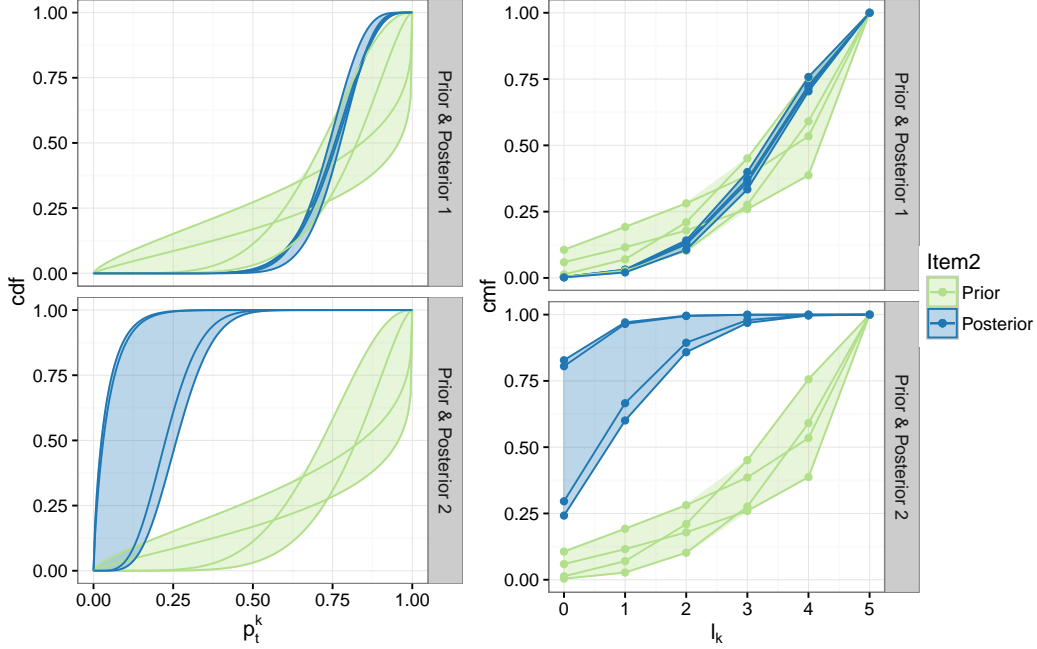 1.00
0.75
0.50
0.25
0.00
Prior & Posterior 1
1.00
0.75
0.50
0.25
0.00
Prior & Posterior 2
0.00 0.25 0.50 0.75 1.00
p_t^k
cdf
1.00
0.75
0.50
0.25
0.00
Prior & Posterior 1
1.00
0.75
0.50
0.25
0.00
Prior & Posterior 2
0 1 2 3 4 5
l_k
cmf
Item2
Prior
Posterior